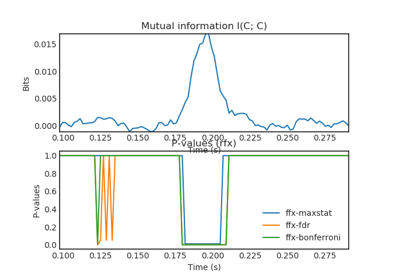 Mutual information I(C; C)
0.015
0.010
0.005
0.000
Bits
0.100 0.125 0.150 0.175 0.200 0.225 0.250 0.275
Time (s)
P-values (ffx)
1.0
0.8
0.6
0.4
0.2
0.0
P-values
ffx-maxstat
ffx-fdr
ffx-bonferroni
0.100 0.125 0.150 0.175 0.200 0.225 0.250 0.275
Time (s)